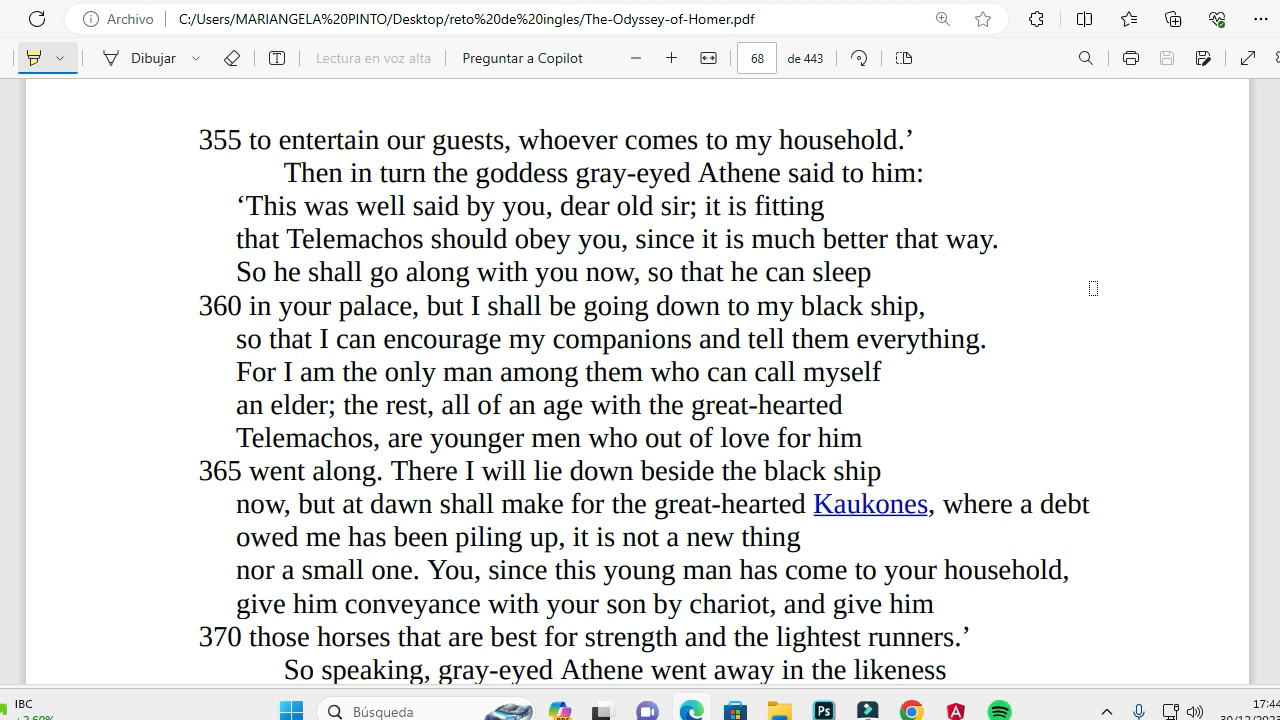 Archivo C:/Users/MARIANGELA%20PINTO/Desktop/reto%20de%20ingles/The-Odyssey-of-Homer.pdf
Dibujar Lectura en voz alta Preguntar a Copilot 68 de 443
355 to entertain our guests, whoever comes to my household.’
Then in turn the goddess gray-eyed Athene said to him:
‘This was well said by you, dear old sir; it is fitting
that Telemachos should obey you, since it is much better that way.
So he shall go along with you now, so that he can sleep
360 in your palace, but I shall be going down to my black ship,
so that I can encourage my companions and tell them everything.
For I am the only man among them who can call myself
an elder; the rest, all of an age with the great-hearted
Telemachos, are younger men who out of love for him
365 went along. There I will lie down beside the black ship
now, but at dawn shall make for the great-hearted Kaukones, where a debt
owed me has been piling up, it is not a new thing
nor a small one. You, since this young man has come to your household,
give him conveyance with your son by chariot, and give him
370 those horses that are best for strength and the lightest runners.’
So speaking, gray-eyed Athene went away in the likeness
IBC
Búsqueda
Ps